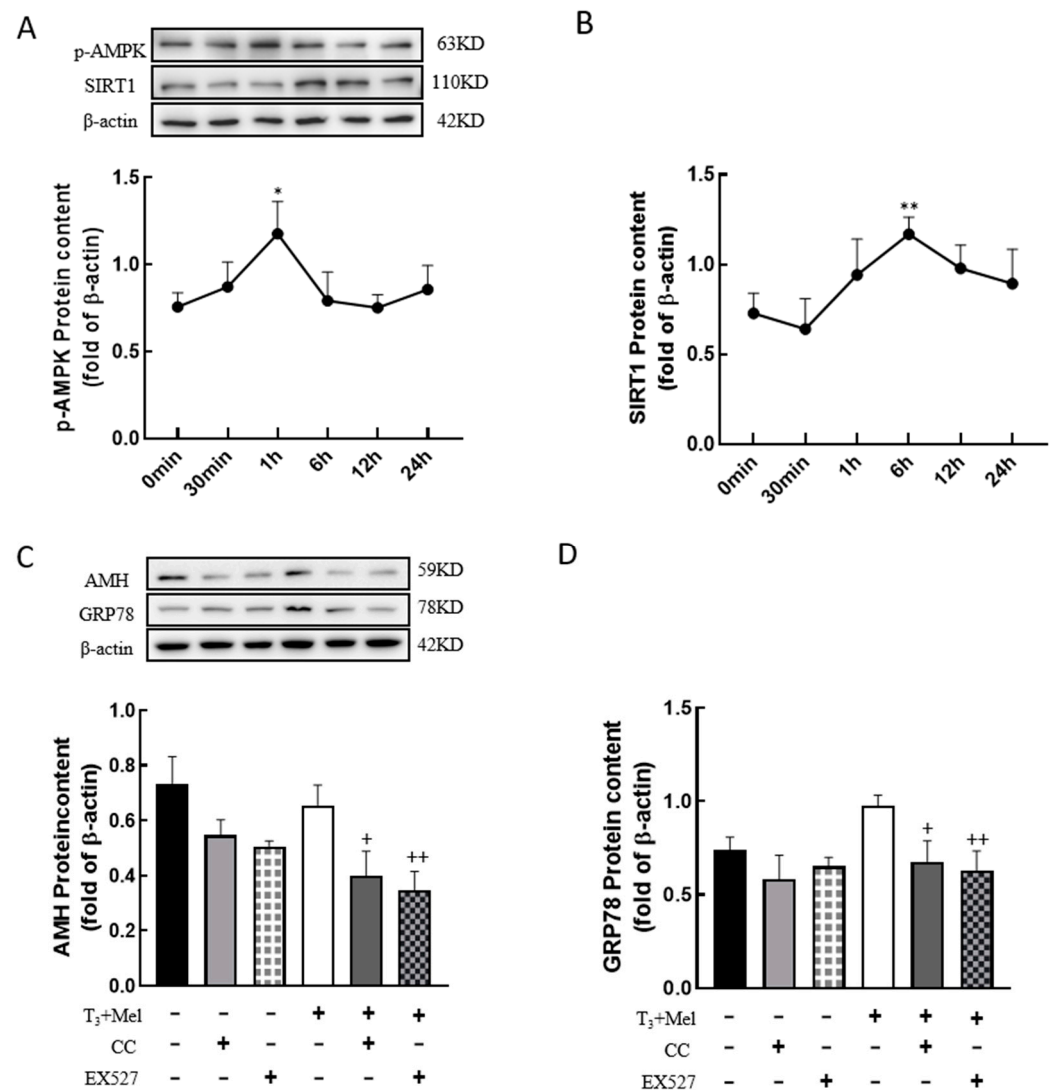 A
p-AMPK 63KD
SIRT1 110KD
β-actin 42KD
p-AMPK Protein content
(fold of β-actin)
1.5
*
1.0
0.5
0.0
0min 30min 1h 6h 12h 24h
B
SIRT1 Protein content
(fold of β-actin)
1.5
**
1.0
0.5
0.0
0min 30min 1h 6h 12h 24h
C
AMH 59KD
GRP78 78KD
β-actin 42KD
AMH Proteincontent
(fold of β-actin)
1.0
0.8
0.6
0.4
0.2
0.0
+ ++
T₃+Mel - - - + + +
CC - + - - + -
EX527 - - + - - +
D
GRP78 Protein content
(fold of β-actin)
1.5
1.0
0.5
0.0
+ ++
T₃+Mel - - - + + +
CC - + - - + -
EX527 - - + - - +